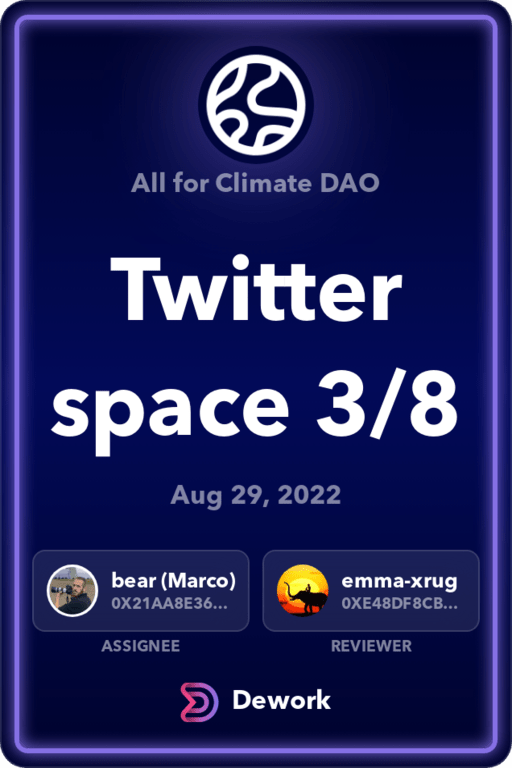 All for Climate DAO
Twitter
space 3/8
Aug 29, 2022
bear (Marco)
0X21AA8E36...
emma-xrug
0XE48DF8CB...
ASSIGNEE
REVIEWER
Dework